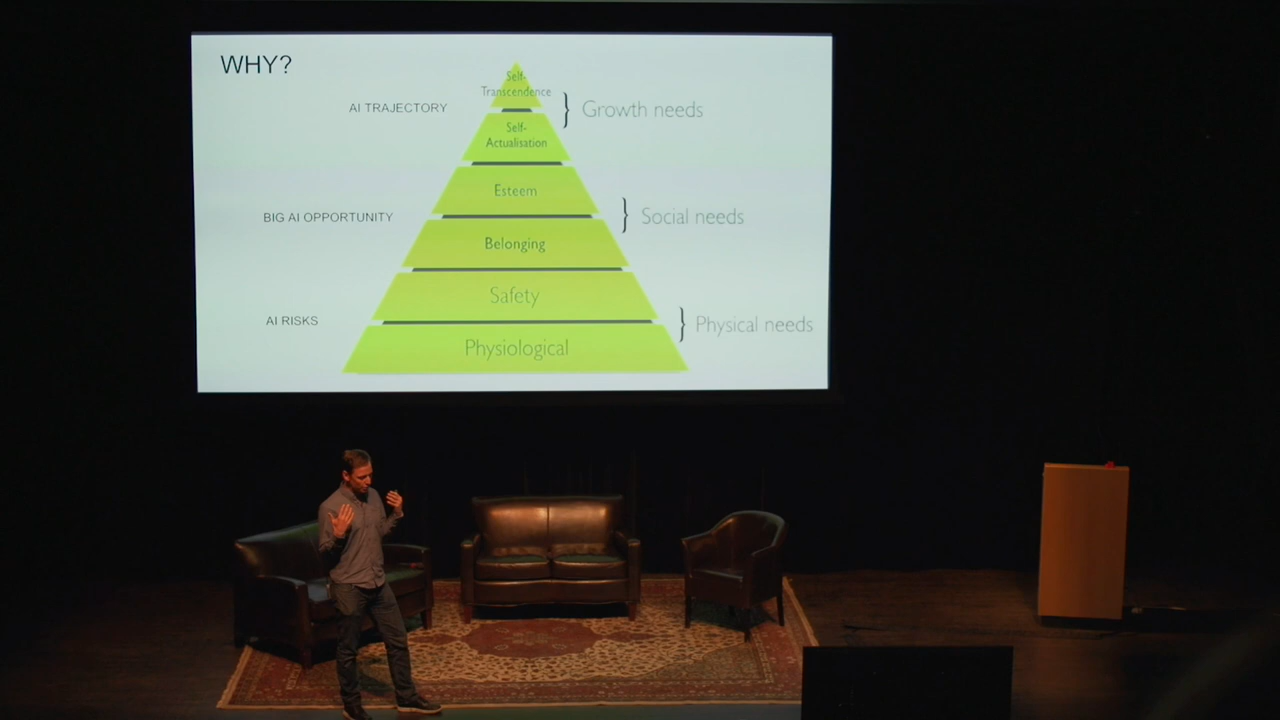 WHY?
Self-
Transcendence
AI TRAJECTORY
Growth needs
Self-
Actualisation
Esteem
BIG AI OPPORTUNITY
Social needs
Belonging
Safety
AI RISKS
Physical needs
Physiological